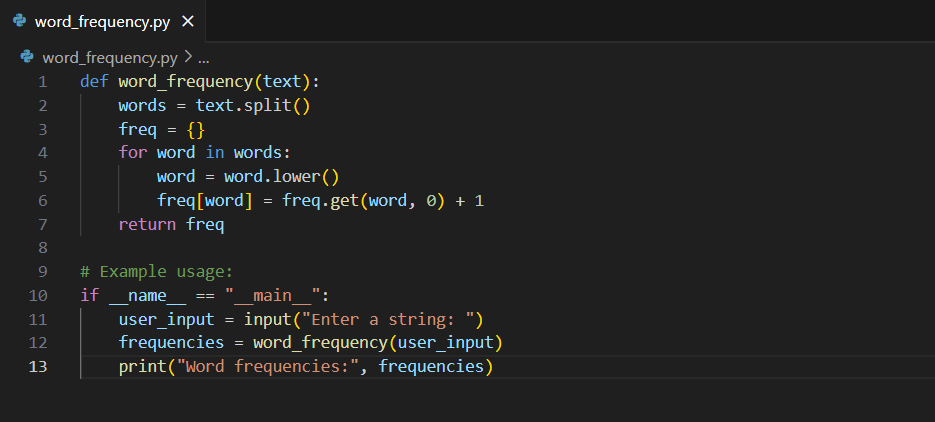 word_frequency.py
word_frequency.py > ...
1 def word_frequency(text):
2     words = text.split()
3     freq = {}
4     for word in words:
5         word = word.lower()
6         freq[word] = freq.get(word, 0) + 1
7     return freq
8
9 # Example usage:
10 if __name__ == "__main__":
11     user_input = input("Enter a string: ")
12     frequencies = word_frequency(user_input)
13     print("Word frequencies:", frequencies)